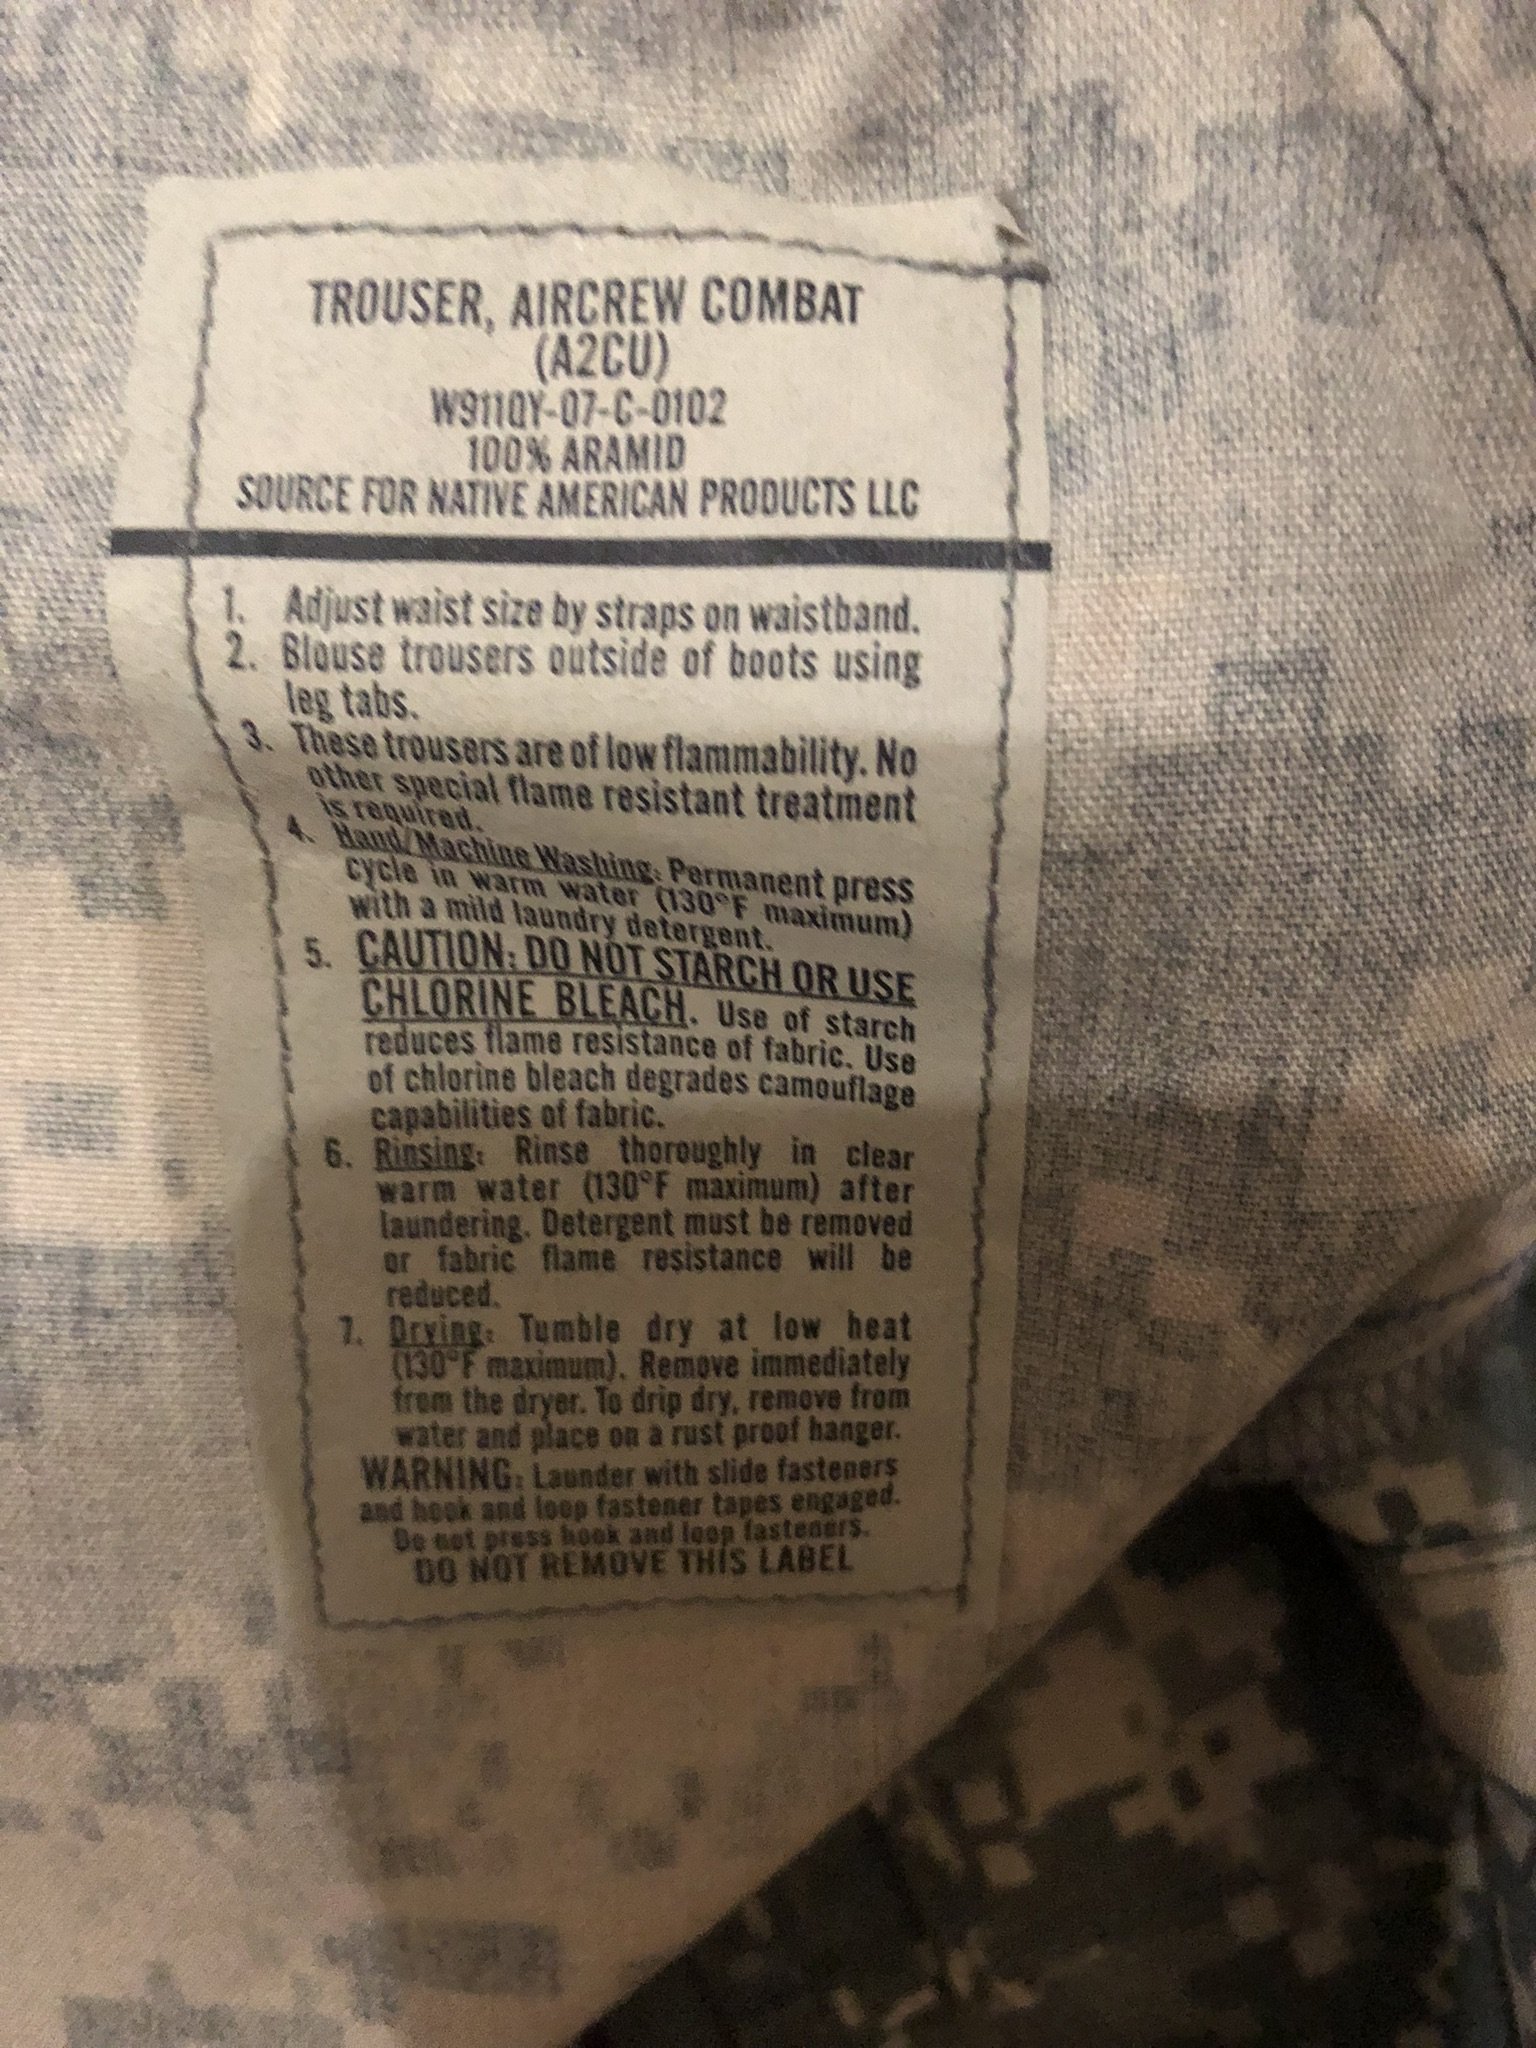 TROUSER, AIRCREW COMBAT
(A2CU)
W911QY-07-C-0102
100% ARAMID
SOURCE FOR NATIVE AMERICAN PRODUCTS LLC
1. Adjust waist size by straps on waistband.
2. Blouse trousers outside of boots using
leg tabs.
3. These trousers are of low flammability. No
other special flame resistant treatment
is required.
4. Hand/Machine Washing: Permanent press
cycle in warm water (130°F maximum)
with a mild laundry detergent.
5. CAUTION: DO NOT STARCH OR USE
CHLORINE BLEACH. Use of starch
reduces flame resistance of fabric. Use
of chlorine bleach degrades camouflage
capabilities of fabric.
6. Rinsing: Rinse thoroughly in clear
warm water (130°F maximum) after
laundering. Detergent must be removed
or fabric flame resistance will be
reduced.
7. Drying: Tumble dry at low heat
(130°F maximum). Remove immediately
from the dryer. To drip dry, remove from
water and place on a rust proof hanger.
WARNING: Launder with slide fasteners
and hook and loop fastener tapes engaged.
Do not press hook and loop fasteners.
DO NOT REMOVE THIS LABEL